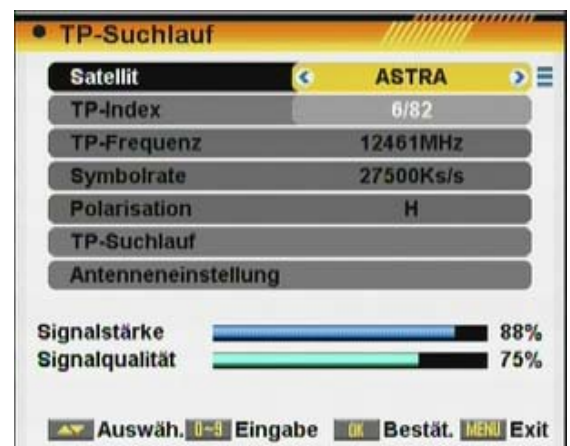 TP-Suchlauf
Satellit ASTRA
TP-Index 6/82
TP-Frequenz 12461MHz
Symbolrate 27500Ks/s
Polarisation H
TP-Suchlauf
Antenneneinstellung
Signalstärke 88%
Signalqualität 75%
Auswäh. 0~9 Eingabe OK Bestät. MENU Exit